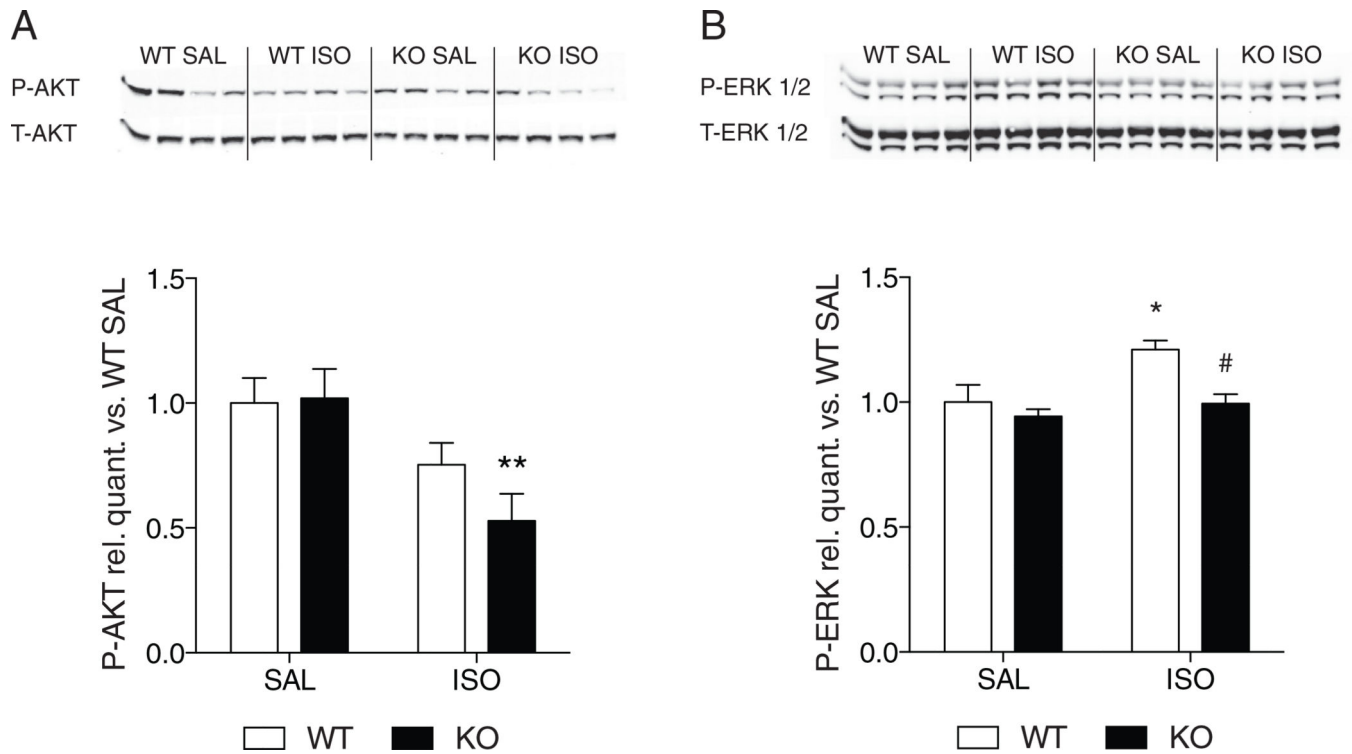 A
WT SAL WT ISO KO SAL KO ISO
P-AKT
T-AKT
P-AKT rel. quant. vs. WT SAL
1.5
1.0
0.5
0.0
**
SAL ISO
WT KO
B
WT SAL WT ISO KO SAL KO ISO
P-ERK 1/2
T-ERK 1/2
P-ERK rel. quant. vs. WT SAL
1.5
1.0
0.5
0.0
*
#
SAL ISO
WT KO